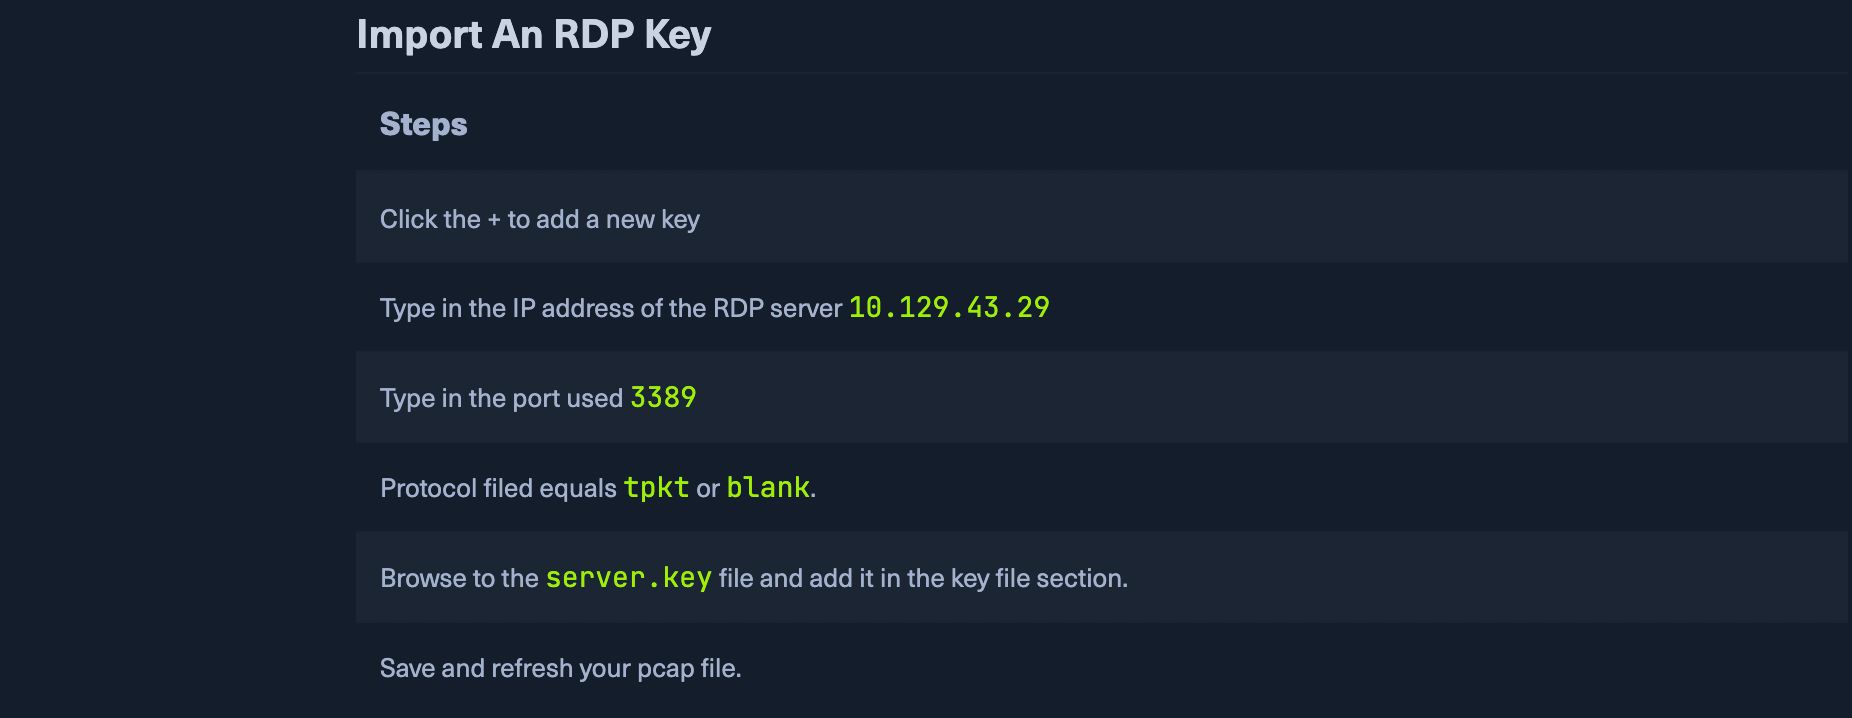 Import An RDP Key
Steps
Click the + to add a new key
Type in the IP address of the RDP server 10.129.43.29
Type in the port used 3389
Protocol filed equals tpkt or blank.
Browse to the server.key file and add it in the key file section.
Save and refresh your pcap file.